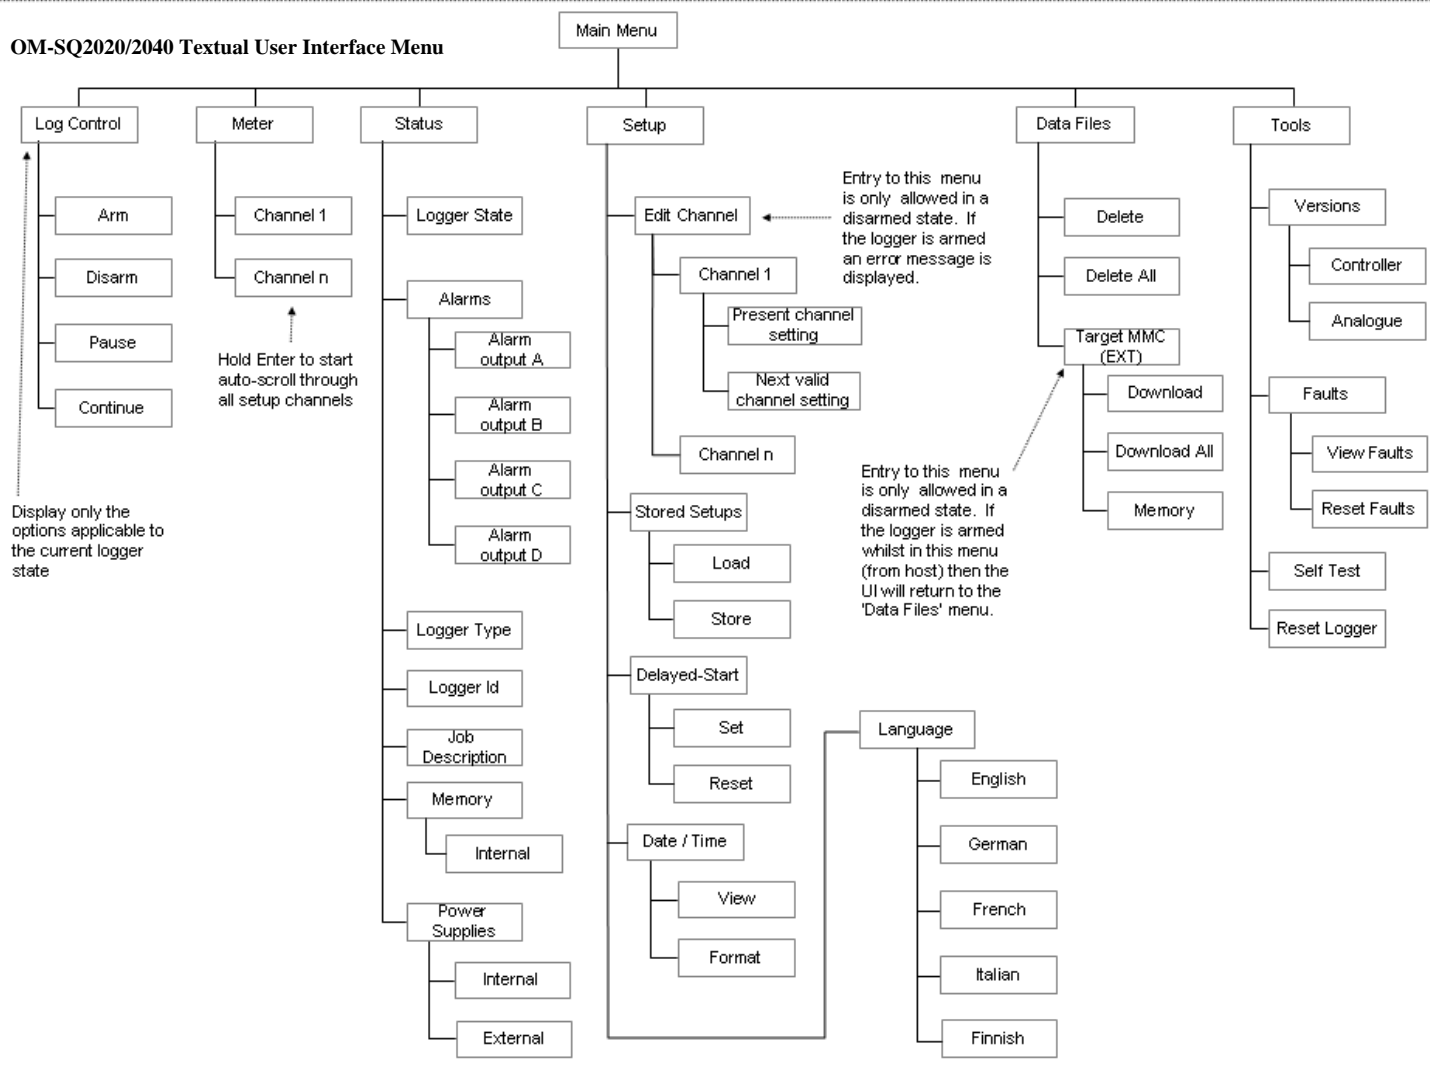 Main Menu
OM-SQ2020/2040 Textual User Interface Menu
Log Control
Arm
Disarm
Pause
Continue
Display only the
options applicable to
the current logger
state
Meter
Channel 1
Channel n
Hold Enter to start
auto-scroll through
all setup channels
Status
Logger State
Alarms
Alarm
output A
Alarm
output B
Alarm
output C
Alarm
output D
Logger Type
Logger Id
Job
Description
Memory
Internal
Power
Supplies
Internal
External
Setup
Edit Channel
Entry to this menu
is only allowed in a
disarmed state. If
the logger is armed
an error message is
displayed.
Channel 1
Present channel
setting
Next valid
channel setting
Channel n
Stored Setups
Load
Store
Delayed-Start
Set
Reset
Date / Time
View
Format
Language
English
German
French
Italian
Finnish
Data Files
Delete
Delete All
Target MMC
(EXT)
Download
Download All
Memory
Entry to this menu
is only allowed in a
disarmed state. If
the logger is armed
whilst in this menu
(from host) then the
UI will return to the
'Data Files' menu.
Tools
Versions
Controller
Analogue
Faults
View Faults
Reset Faults
Self Test
Reset Logger